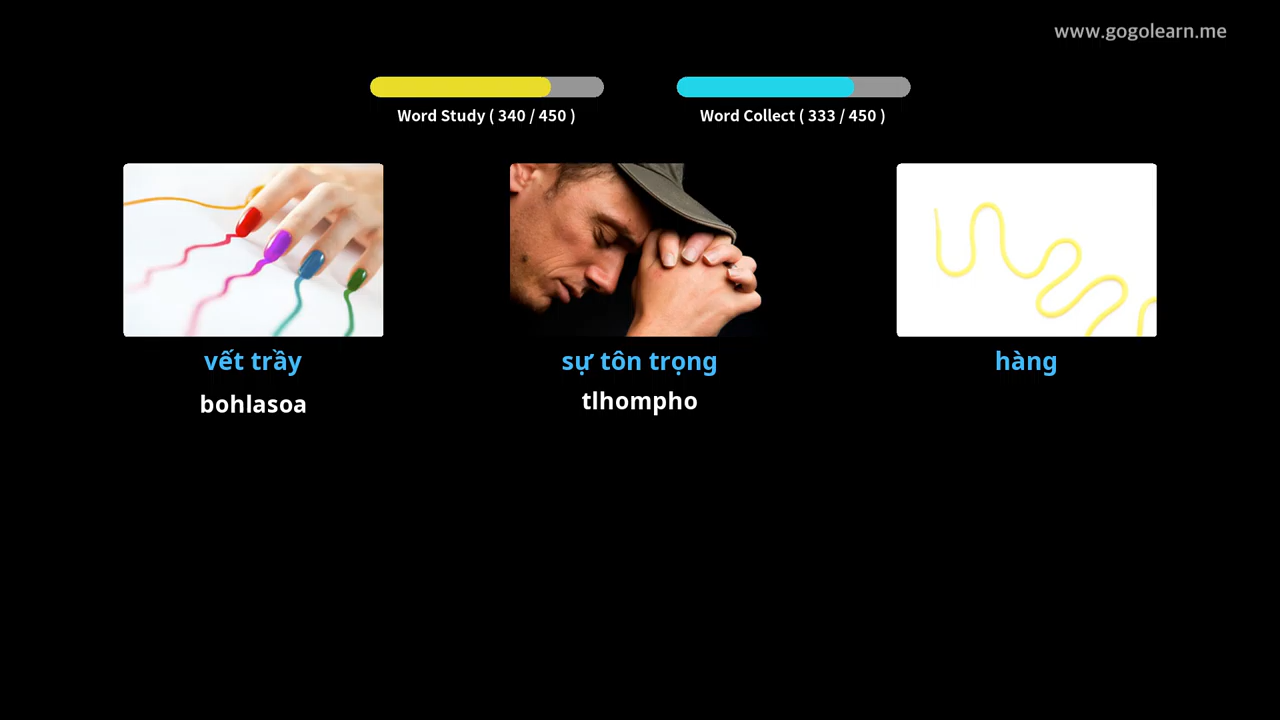 www.gogolearn.me
Word Study ( 340 / 450 )
Word Collect ( 333 / 450 )
vết trầy
sự tôn trọng
hàng
bohlasoa
tlhompho